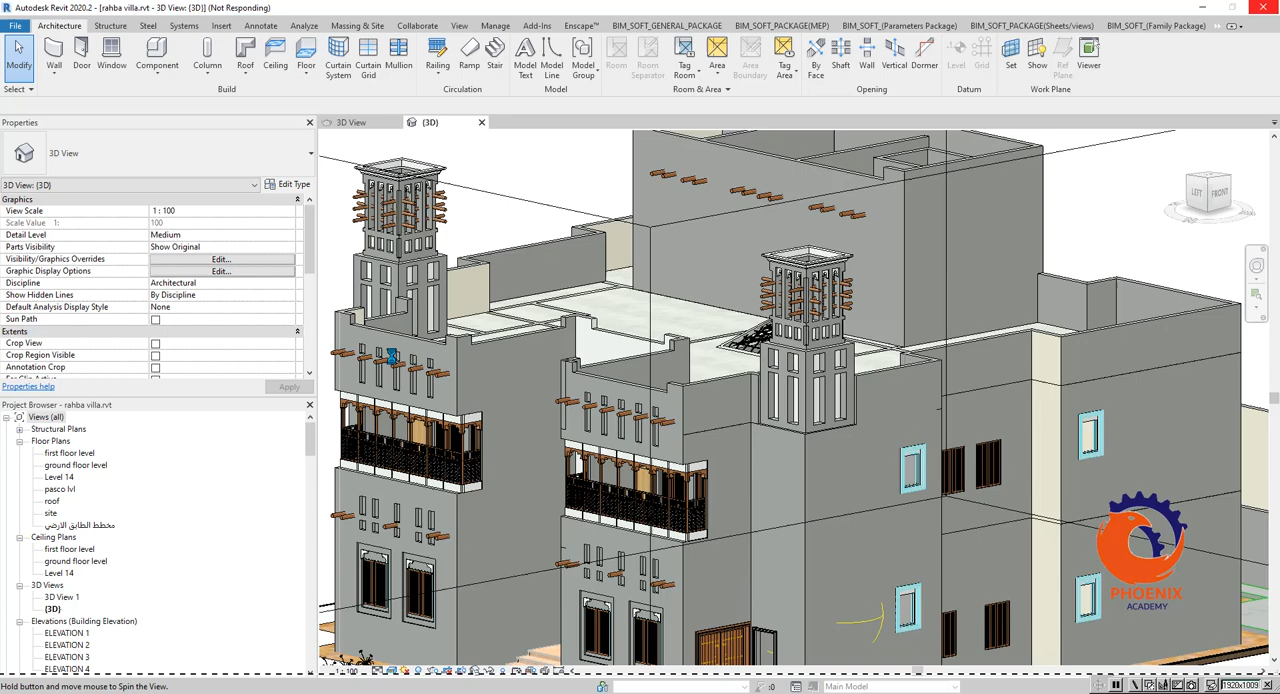 Autodesk Revit 2020.2 - [rahba villa.rvt - 3D View: {3D}] (Not Responding)
File Architecture Structure Steel Systems Insert Annotate Analyze Massing & Site Collaborate View Manage Add-Ins Enscape™ BIM_SOFT_GENERAL_PACKAGE BIM_SOFT_PACKAGE(MEP) BIM_SOFT_(Parameters Package) BIM_SOFT_PACKAGE(Sheets/views) BIM_SOFT_(Family Package)
Modify Wall Door Window Component Column Roof Ceiling Floor Curtain System Curtain Grid Mullion Railing Ramp Stair Model Text Model Line Model Group Room Room Separator Tag Room Area Area Boundary Tag Area By Face Shaft Wall Vertical Dormer Level Grid Set Show Ref Plane Viewer
Select Build Circulation Model Room & Area Opening Datum Work Plane
Properties
3D View {3D}
3D View
3D View: {3D} Edit Type
Graphics
View Scale 1 : 100
Scale Value 1: 100
Detail Level Medium
Parts Visibility Show Original
Visibility/Graphics Overrides Edit...
Graphic Display Options Edit...
Discipline Architectural
Show Hidden Lines By Discipline
Default Analysis Display Style None
Sun Path
Extents
Crop View
Crop Region Visible
Annotation Crop
Properties help Apply
Project Browser - rahba villa.rvt
Views (all)
Structural Plans
Floor Plans
first floor level
ground floor level
Level 14
pasco lvl
roof
site
مخطط الطابق الارضي
Ceiling Plans
first floor level
ground floor level
Level 14
3D Views
3D View 1
{3D}
Elevations (Building Elevation)
ELEVATION 1
ELEVATION 2
ELEVATION 3
ELEVATION 4
LEFT FRONT
PHOENIX
ACADEMY
1 : 100
Hold button and move mouse to Spin the View.
:0 Main Model 1920x1009